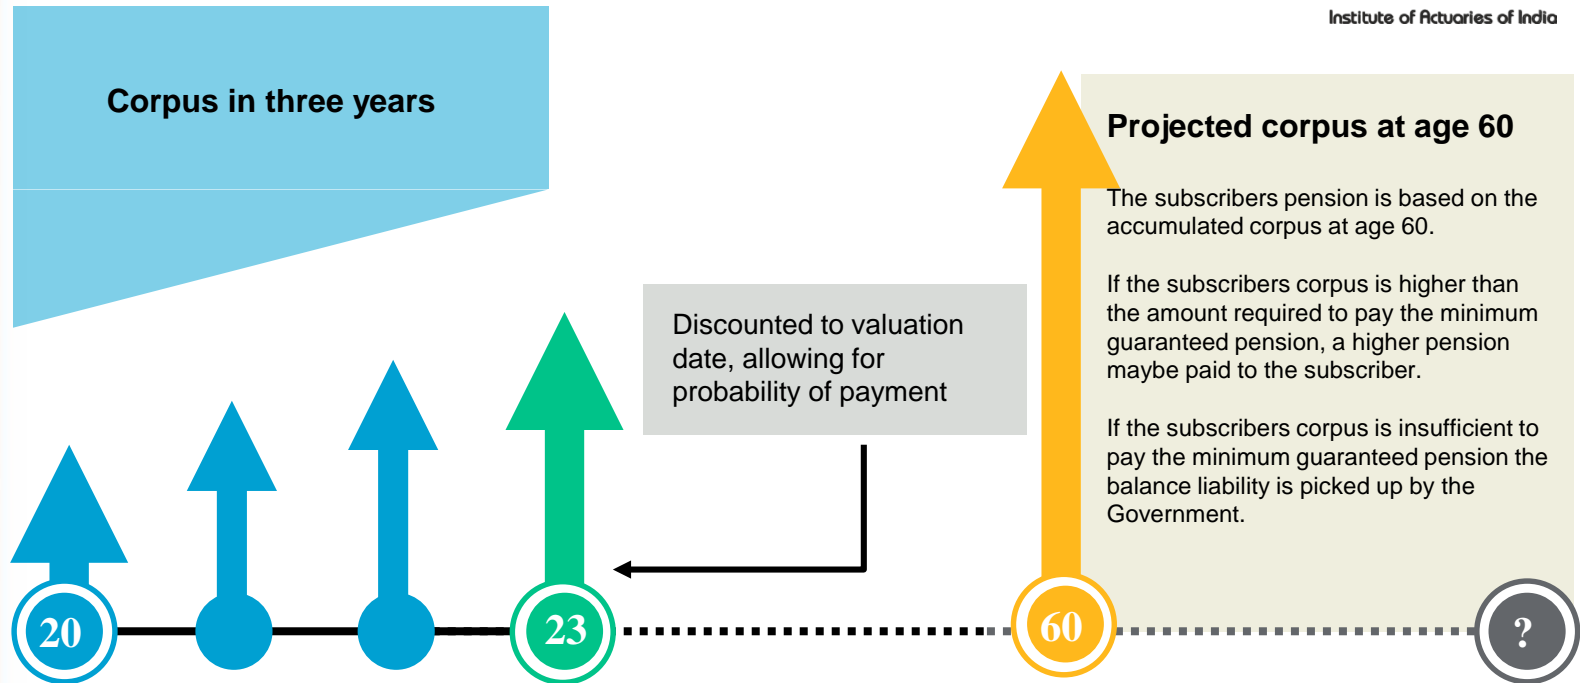 Institute of Actuaries of India
Corpus in three years
Projected corpus at age 60
The subscribers pension is based on the
accumulated corpus at age 60.
If the subscribers corpus is higher than
the amount required to pay the minimum
guaranteed pension, a higher pension
maybe paid to the subscriber.
If the subscribers corpus is insufficient to
pay the minimum guaranteed pension the
balance liability is picked up by the
Government.
Discounted to valuation
date, allowing for
probability of payment
20
23
60
?